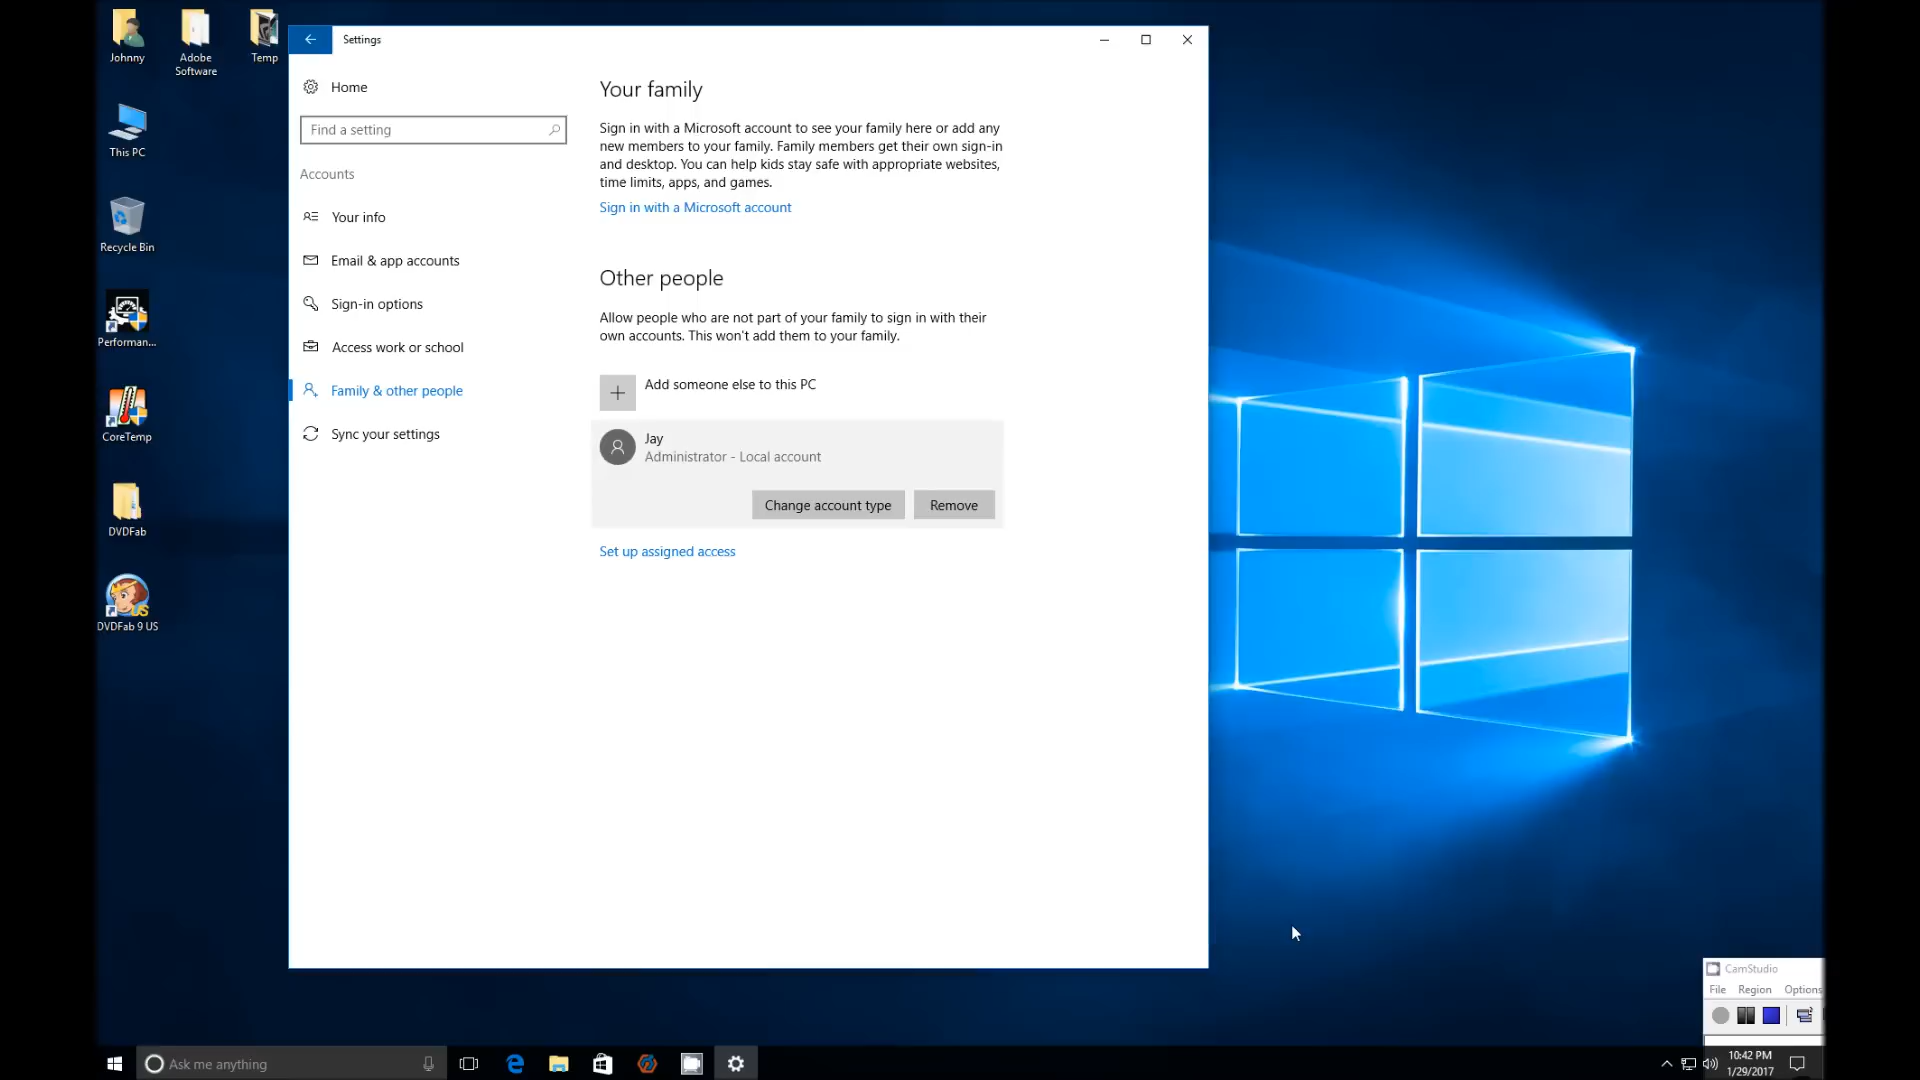 Johnny
Adobe
Software
Temp
This PC
Recycle Bin
Performan...
CoreTemp
DVDFab
DVDFab 9 US
Settings
Home
Find a setting
Accounts
Your info
Email & app accounts
Sign-in options
Access work or school
Family & other people
Sync your settings
Your family
Sign in with a Microsoft account to see your family here or add any
new members to your family. Family members get their own sign-in
and desktop. You can help kids stay safe with appropriate websites,
time limits, apps, and games.
Sign in with a Microsoft account
Other people
Allow people who are not part of your family to sign in with their
own accounts. This won't add them to your family.
Add someone else to this PC
Jay
Administrator - Local account
Change account type
Remove
Set up assigned access
CamStudio
File Region Options
Ask me anything
10:42 PM
1/29/2017